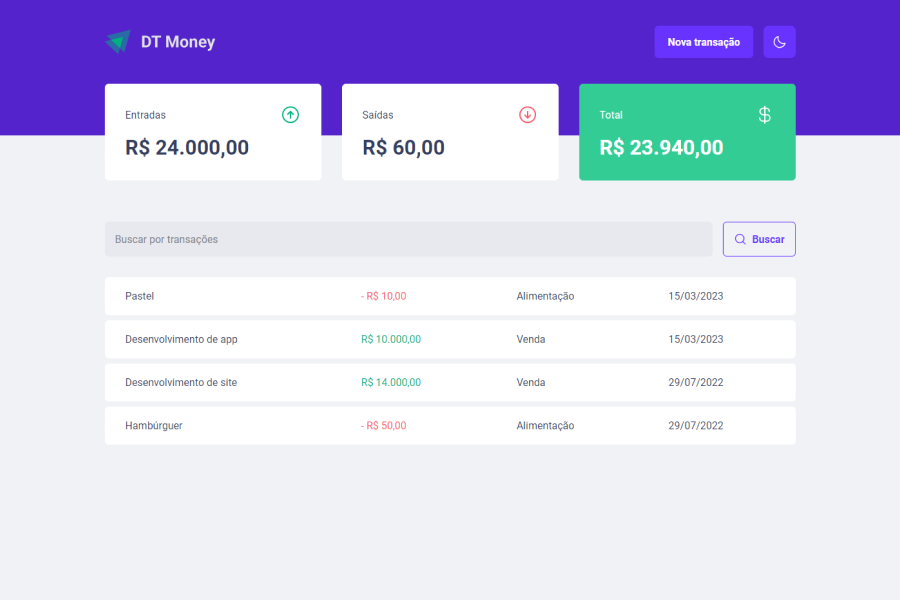 DT Money
Nova transação
Entradas
R$ 24.000,00
Saídas
R$ 60,00
Total
R$ 23.940,00
Buscar por transações
Buscar
Pastel - R$ 10,00 Alimentação 15/03/2023
Desenvolvimento de app R$ 10.000,00 Venda 15/03/2023
Desenvolvimento de site R$ 14.000,00 Venda 29/07/2022
Hambúrguer - R$ 50,00 Alimentação 29/07/2022